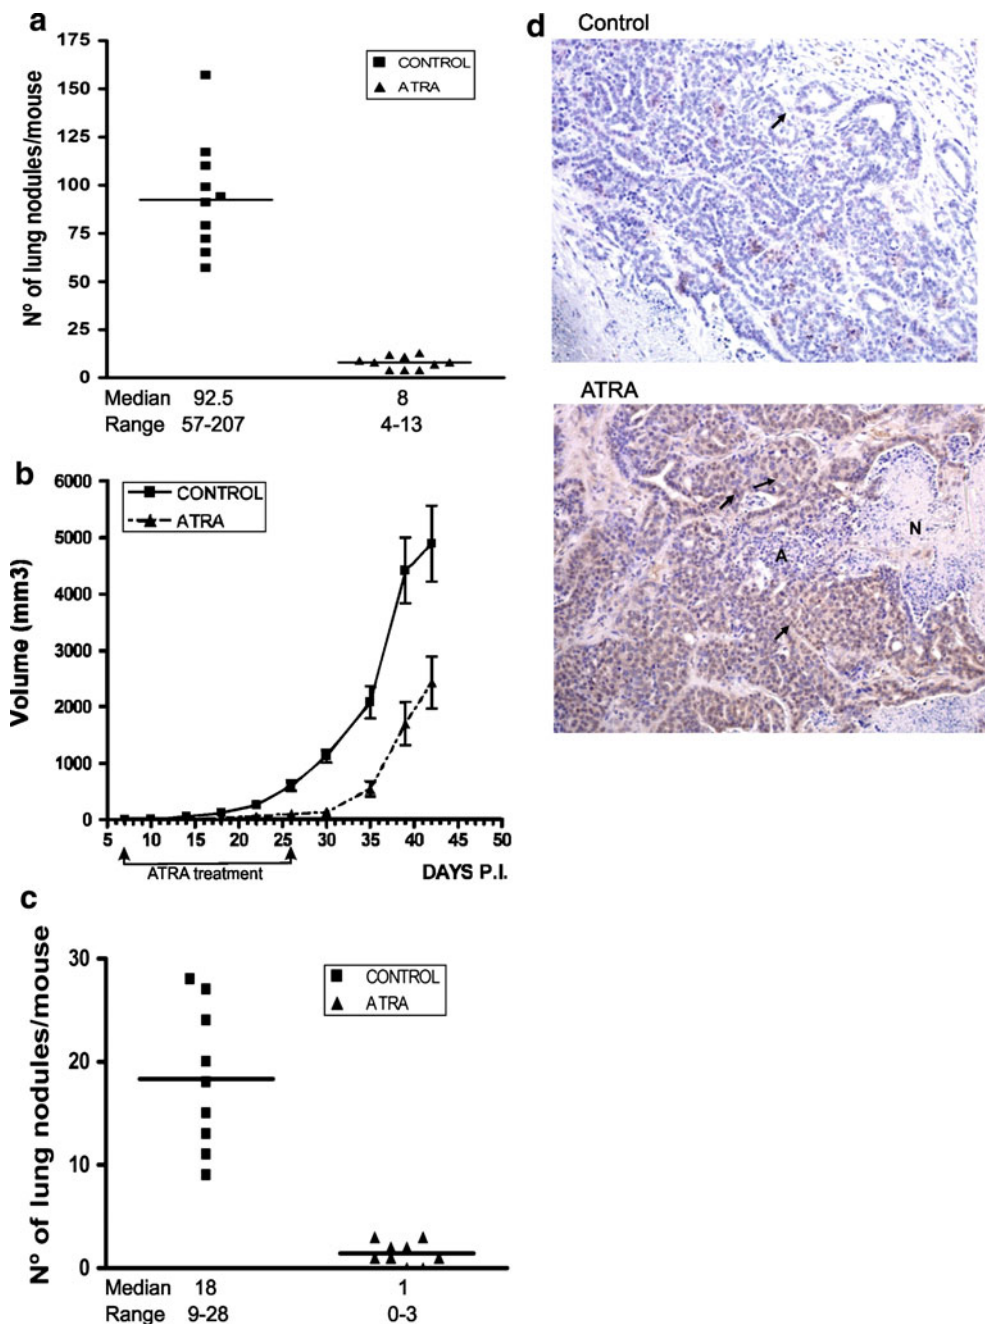 a
Nº of lung nodules/mouse
175
150
125
100
75
50
25
0
CONTROL
ATRA
Median 92.5 8
Range 57-207 4-13
b
Volume (mm3)
6000
5000
4000
3000
2000
1000
0
CONTROL
ATRA
5 10 15 20 25 30 35 40 45 50
ATRA treatment
DAYS P.I.
c
Nº of lung nodules/mouse
30
20
10
0
CONTROL
ATRA
Median 18 1
Range 9-28 0-3
d
Control
ATRA
A
N